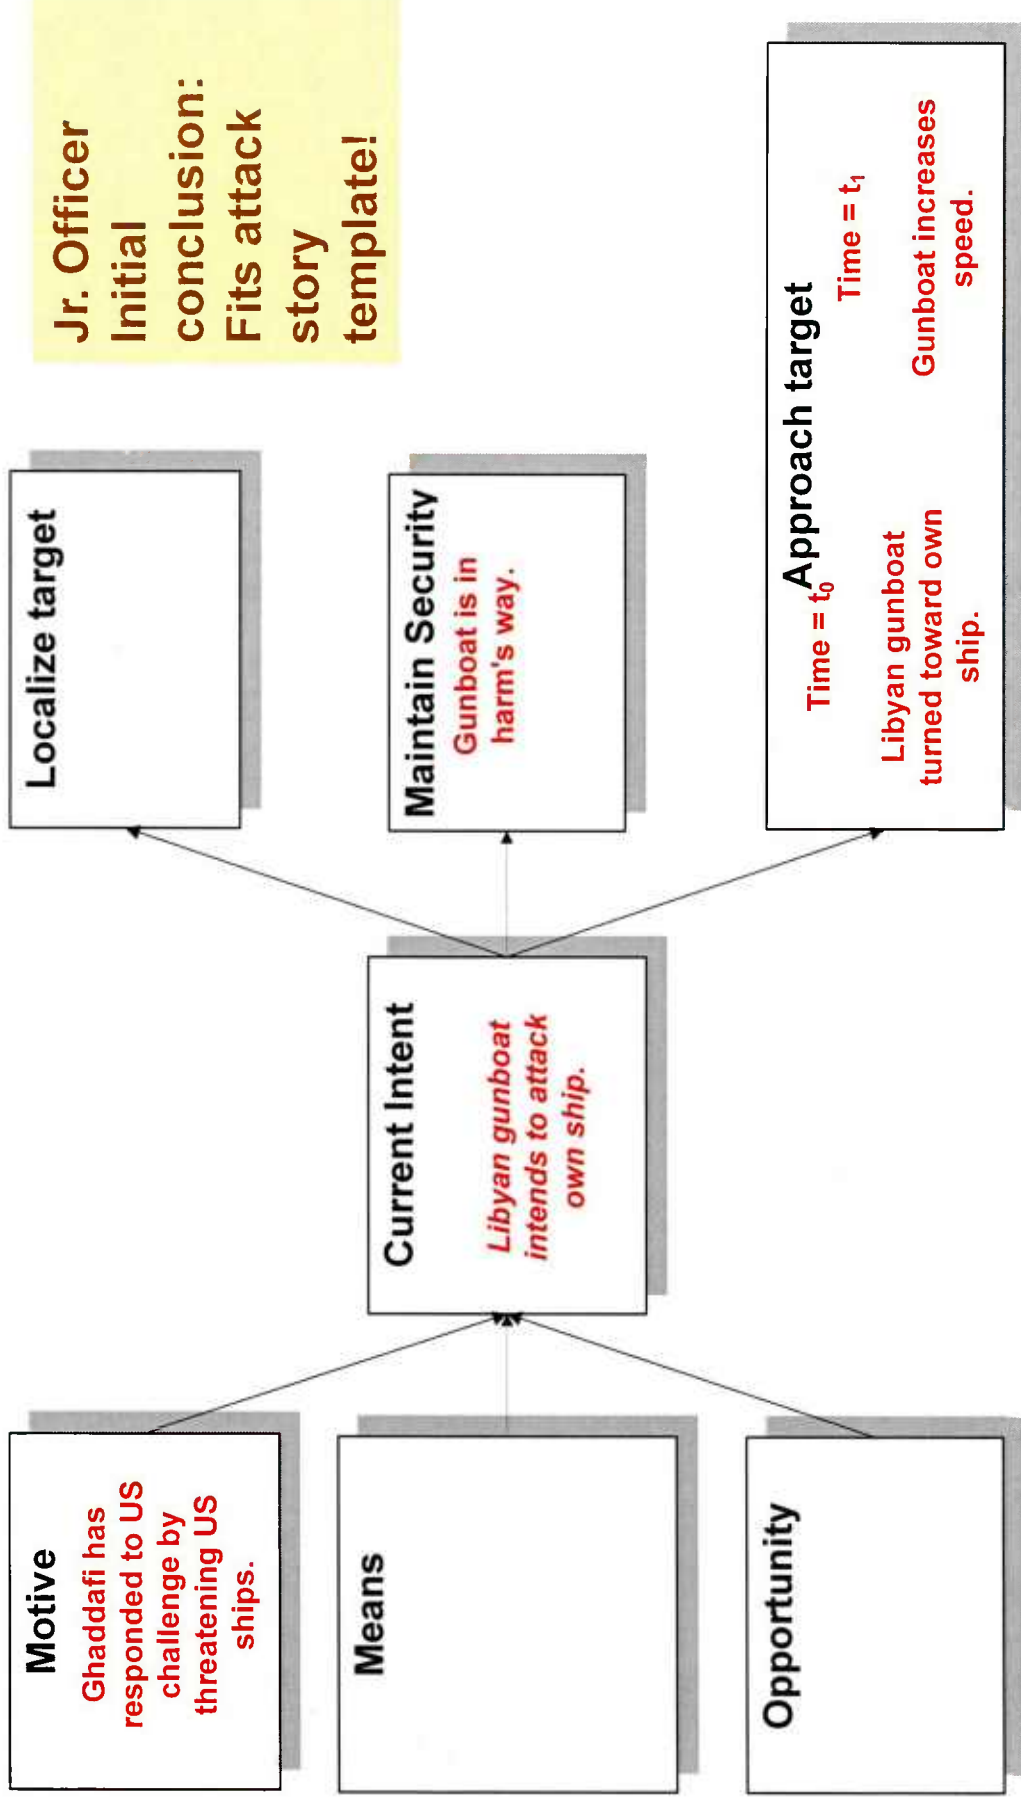 Motive
Ghaddafi has
responded to US
challenge by
threatening US
ships.
Means
Opportunity
Current Intent
Libyan gunboat
intends to attack
own ship.
Localize target
Maintain Security
Gunboat is in
harm's way.
Approach target
Time = t₀
Libyan gunboat
turned toward own
ship.
Time = t₁
Gunboat increases
speed.
Jr. Officer
Initial
conclusion:
Fits attack
story
template!